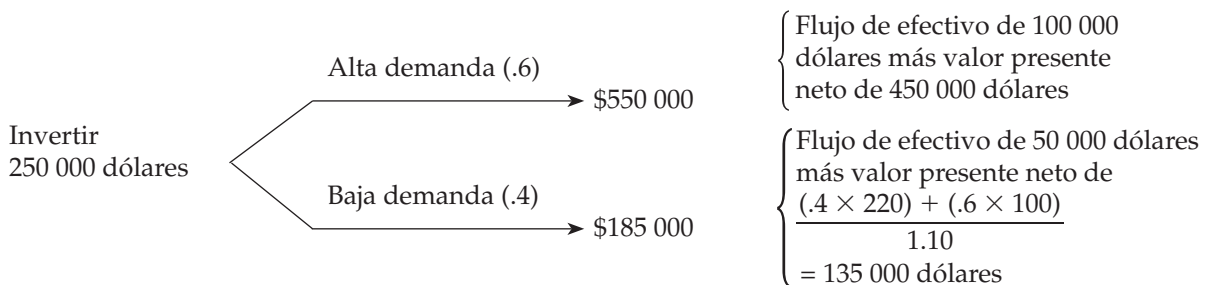 Invertir
250 000 dólares
Alta demanda (.6)
$550 000
Flujo de efectivo de 100 000
dólares más valor presente
neto de 450 000 dólares
Baja demanda (.4)
$185 000
Flujo de efectivo de 50 000 dólares
más valor presente neto de
(.4 × 220) + (.6 × 100)
1.10
= 135 000 dólares